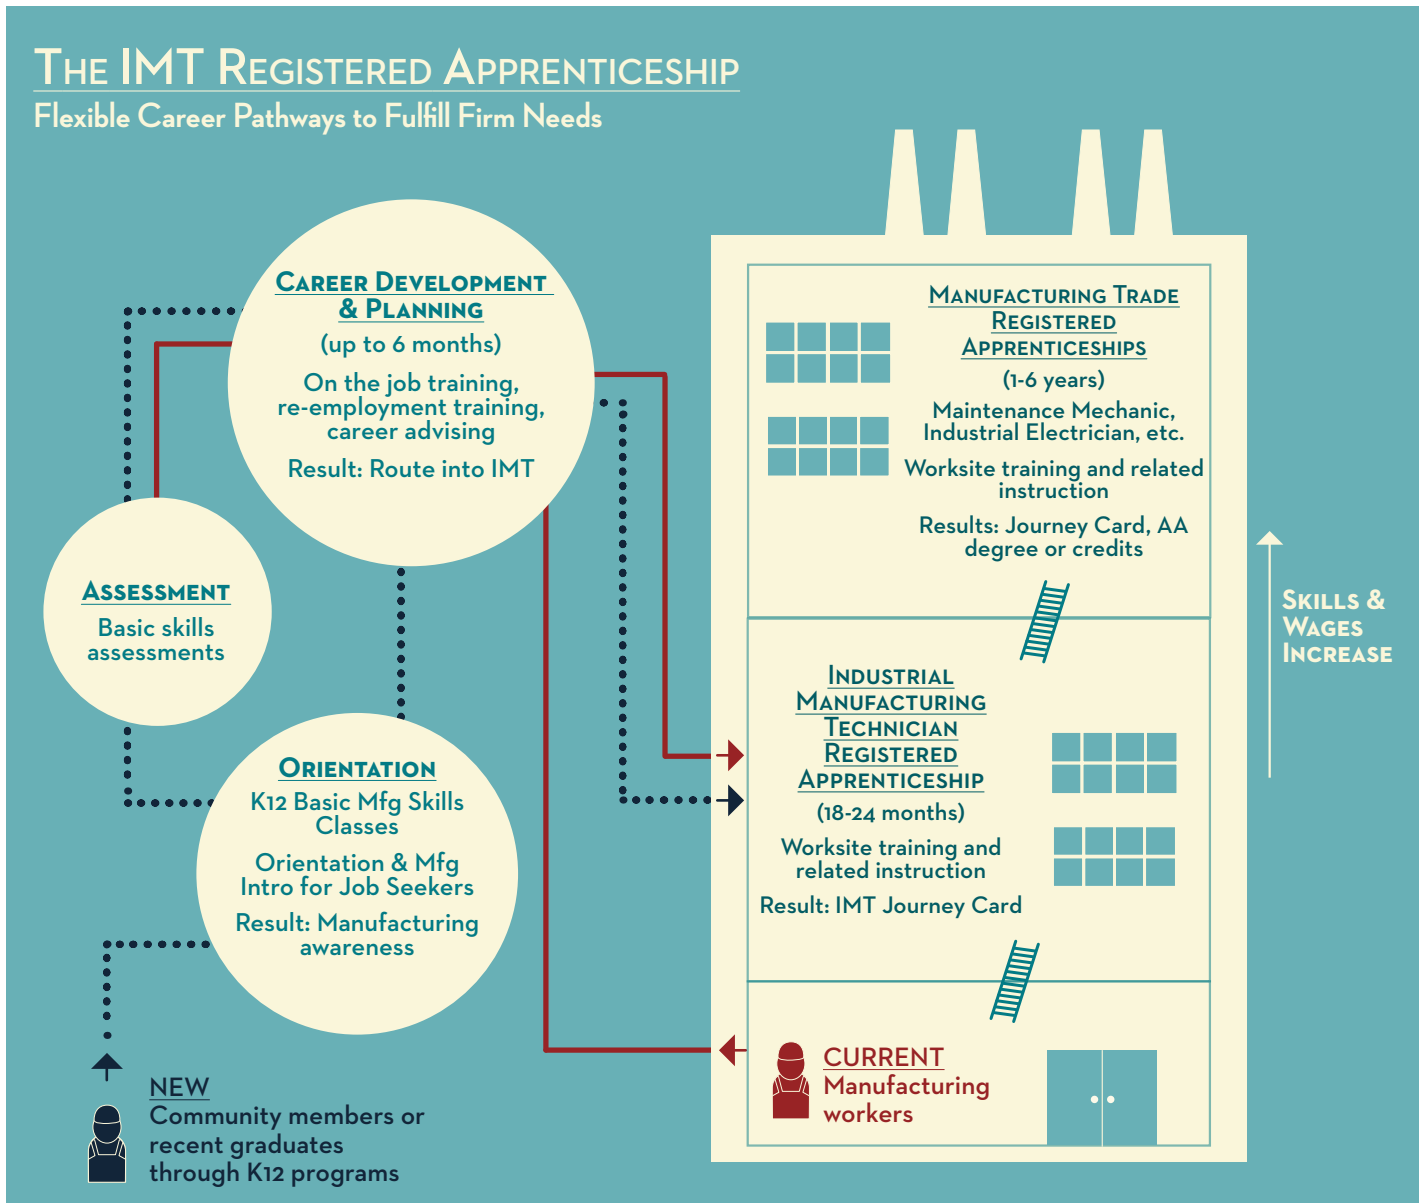 THE IMT REGISTERED APPRENTICESHIP
Flexible Career Pathways to Fulfill Firm Needs
CAREER DEVELOPMENT
& PLANNING
(up to 6 months)
On the job training,
re-employment training,
career advising
Result: Route into IMT
ASSESSMENT
Basic skills
assessments
ORIENTATION
K12 Basic Mfg Skills
Classes
Orientation & Mfg
Intro for Job Seekers
Result: Manufacturing
awareness
NEW
Community members or
recent graduates
through K12 programs
MANUFACTURING TRADE
REGISTERED
APPRENTICESHIPS
(1-6 years)
Maintenance Mechanic,
Industrial Electrician, etc.
Worksite training and related
instruction
Results: Journey Card, AA
degree or credits
INDUSTRIAL
MANUFACTURING
TECHNICIAN
REGISTERED
APPRENTICESHIP
(18-24 months)
Worksite training and
related instruction
Result: IMT Journey Card
CURRENT
Manufacturing
workers
SKILLS &
WAGES
INCREASE